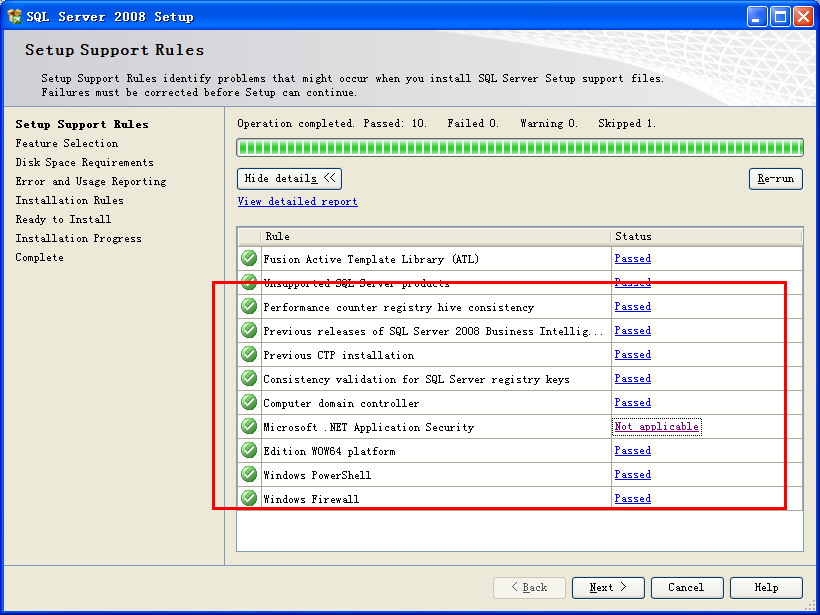 SQL Server 2008 Setup
Setup Support Rules
Setup Support Rules identify problems that might occur when you install SQL Server Setup support files.
Failures must be corrected before Setup can continue.
Setup Support Rules
Feature Selection
Disk Space Requirements
Error and Usage Reporting
Installation Rules
Ready to Install
Installation Progress
Complete
Operation completed. Passed: 10. Failed 0. Warning 0. Skipped 1.
Hide details <<
Re-run
View detailed report
Rule Status
Fusion Active Template Library (ATL) Passed
Unsupported SQL Server products Passed
Performance counter registry hive consistency Passed
Previous releases of SQL Server 2008 Business Intellig... Passed
Previous CTP installation Passed
Consistency validation for SQL Server registry keys Passed
Computer domain controller Passed
Microsoft .NET Application Security Not applicable
Edition WOW64 platform Passed
Windows PowerShell Passed
Windows Firewall Passed
< Back Next > Cancel Help